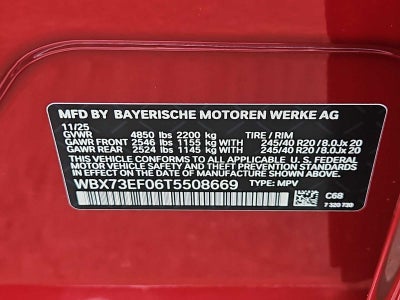 MFD BY BAYERISCHE MOTOREN WERKE AG
11/25
GVWR 4850 lbs 2200 kg TIRE / RIM
GAWR FRONT 2546 lbs 1155 kg 245/40 R20 / 8.0Jx 20
GAWR REAR 2524 lbs 1145 kg 245/40 R20 / 8.0Jx 20
THIS VEHICLE CONFORMS TO ALL APPLICABLE FEDERAL
MOTOR VEHICLE SAFETY AND THEFT PREVENTION STANDARDS
IN EFFECT ON THE DATE OF MANUFACTURE SHOWN ABOVE.
WBX73EF06T5508669 TYPE: MPV
C68
7 320 720